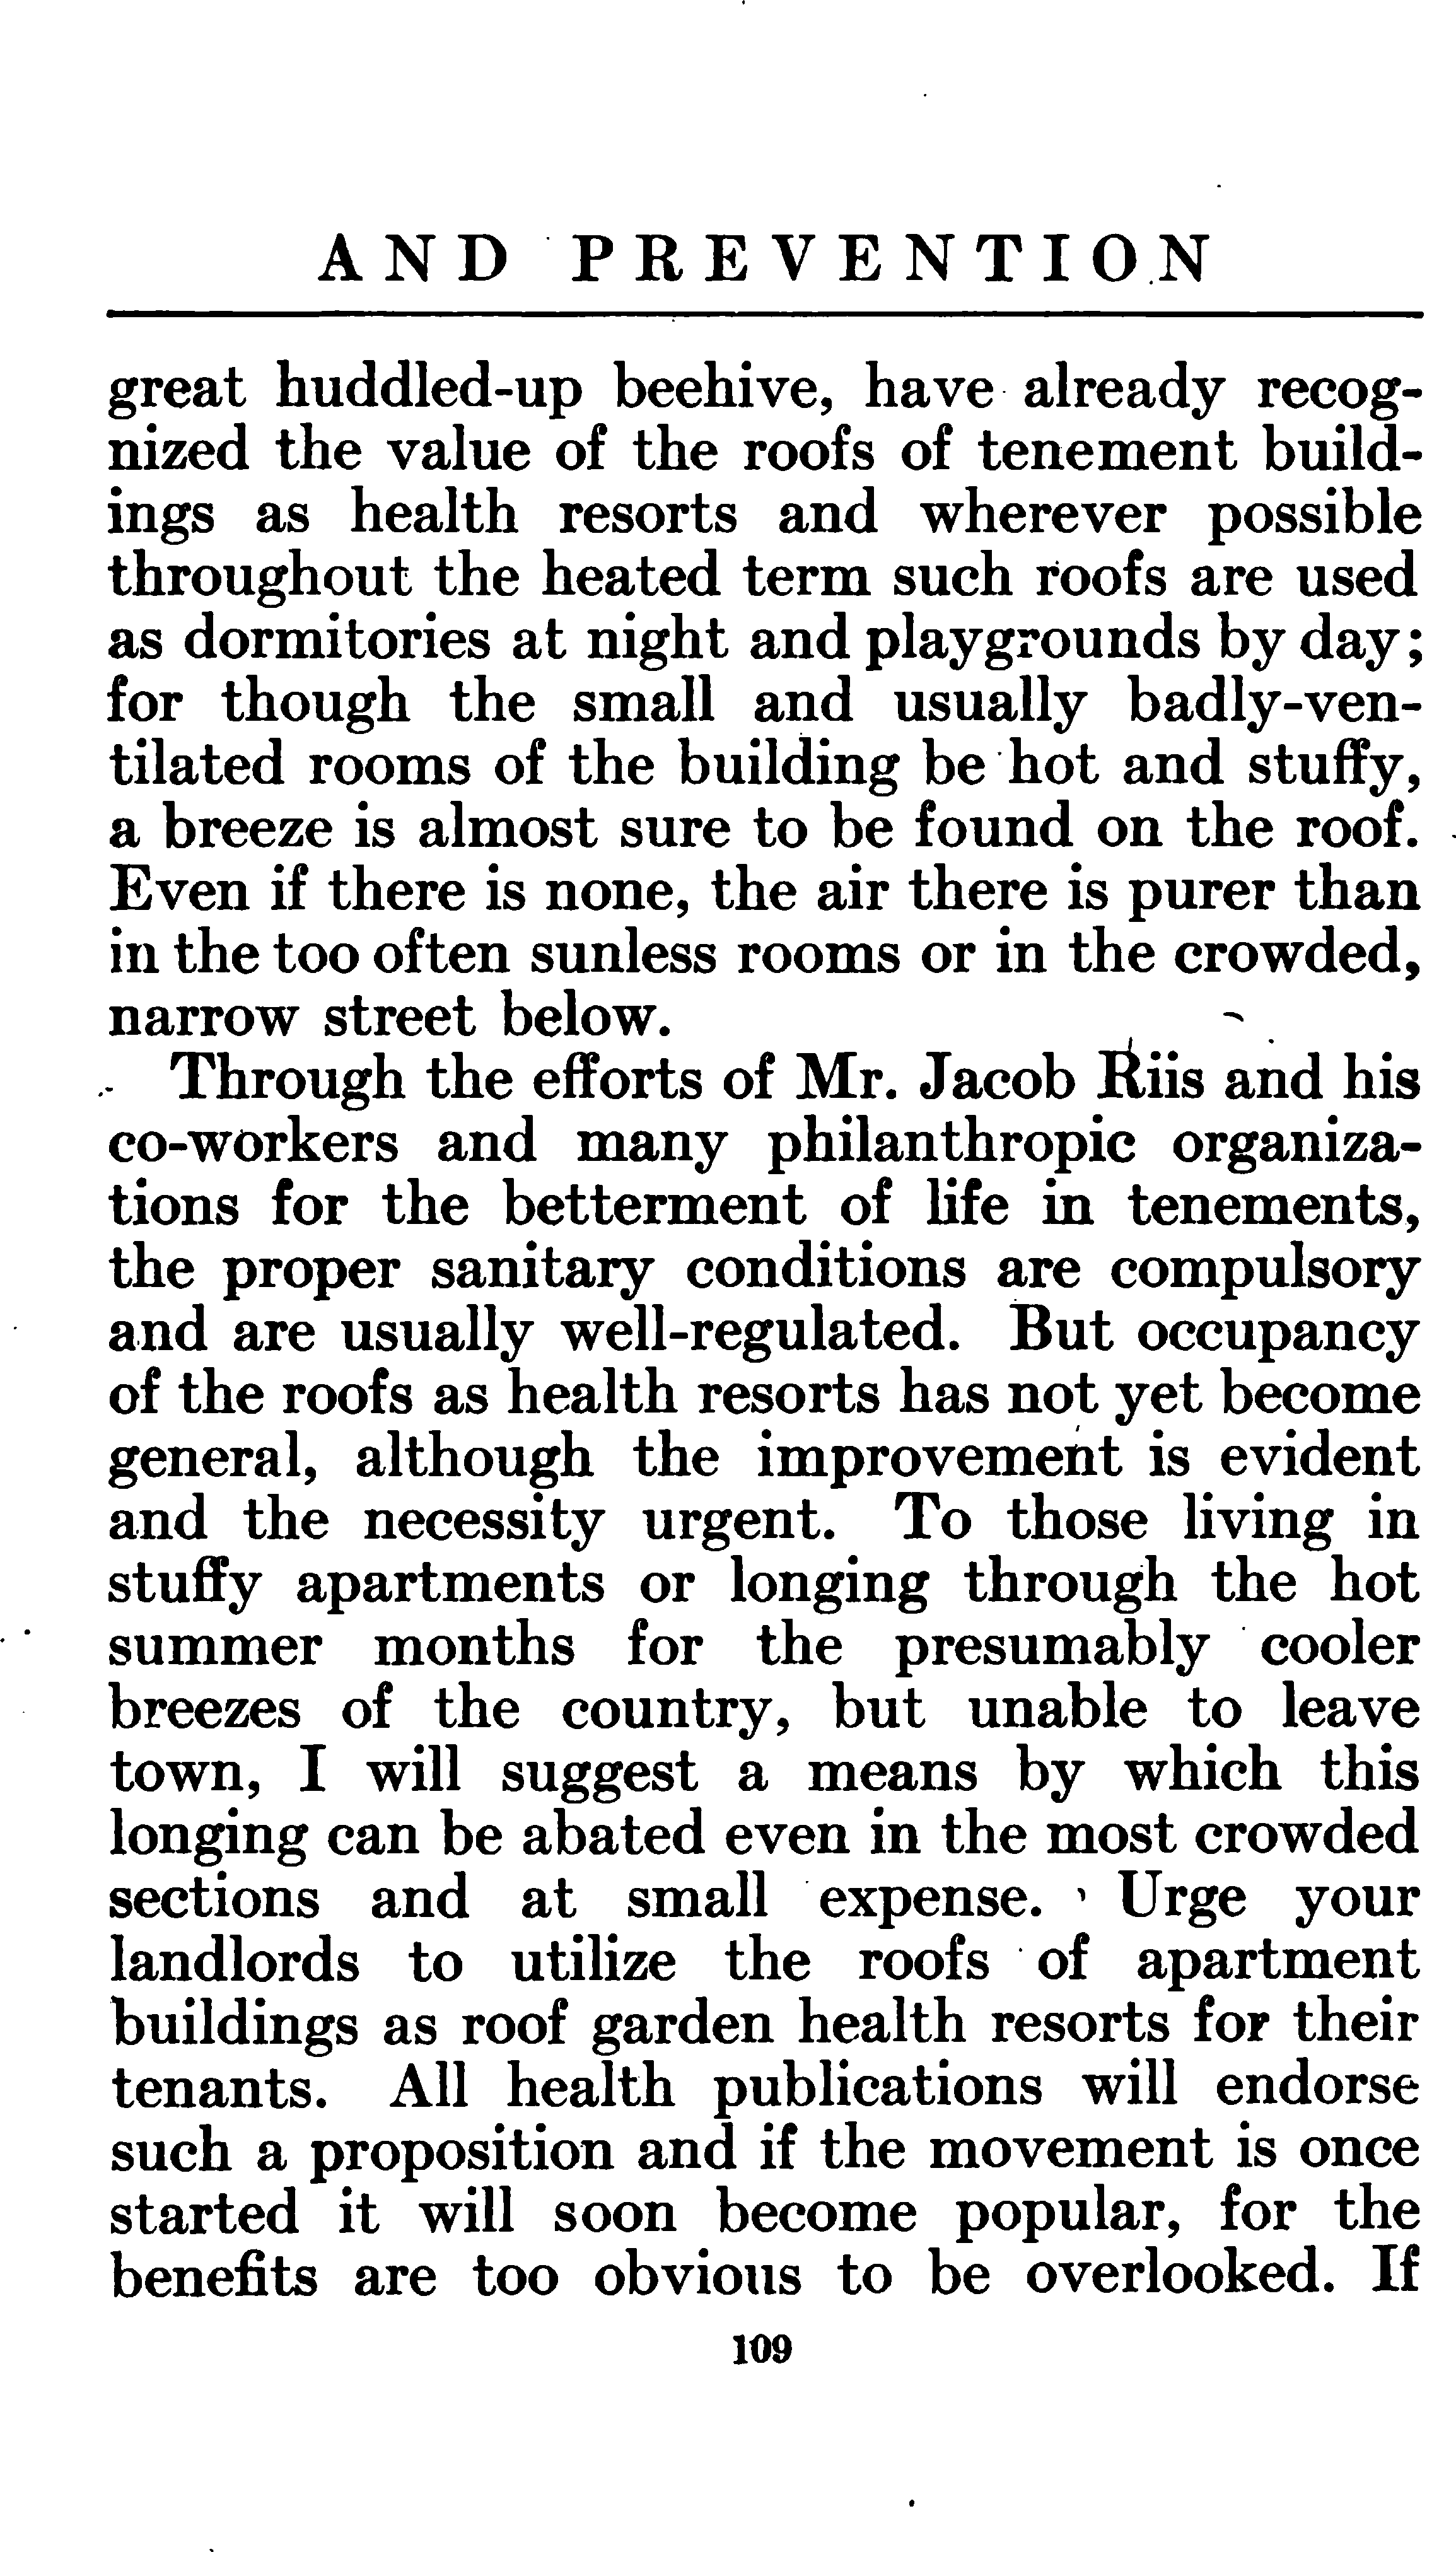 AND PREVENTION
great huddled-up beehive, have already recog-
nized the value of the roofs of tenement build-
ings as health resorts and wherever possible
throughout the heated term such roofs are used
as dormitories at night and playgrounds by day;
for though the small and usually badly-ven-
tilated rooms of the building be hot and stuffy,
a breeze is almost sure to be found on the roof.
Even if there is none, the air there is purer than
in the too often sunless rooms or in the crowded,
narrow street below.
Through the efforts of Mr. Jacob Riis and his
co-workers and many philanthropic organiza-
tions for the betterment of life in tenements,
the proper sanitary conditions are compulsory
and are usually well-regulated. But occupancy
of the roofs as health resorts has not yet become
general, although the improvement is evident
and the necessity urgent. To those living in
stuffy apartments or longing through the hot
summer months for the presumably cooler
breezes of the country, but unable to leave
town, I will suggest a means by which this
longing can be abated even in the most crowded
sections and at small expense. Urge your
landlords to utilize the roofs of apartment
buildings as roof garden health resorts for their
tenants. All health publications will endorse
such a proposition and if the movement is once
started it will soon become popular, for the
benefits are too obvious to be overlooked. If
109